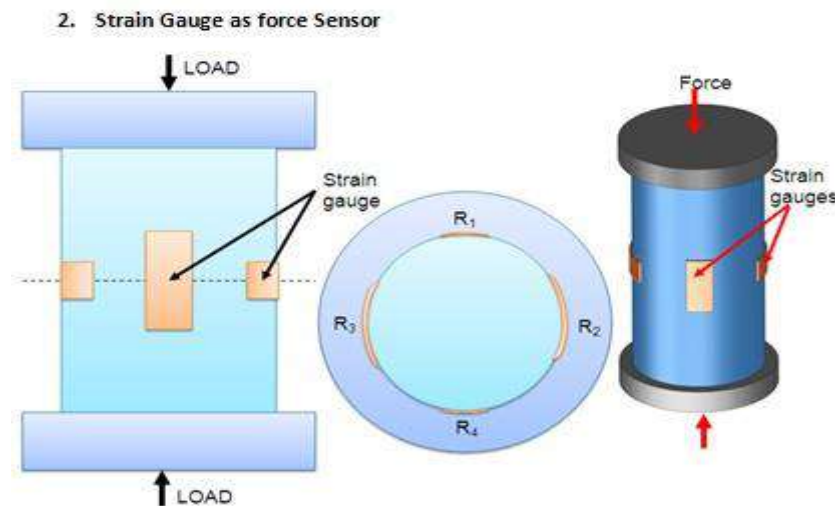 2. Strain Gauge as force Sensor
LOAD
Strain
gauge
LOAD
R₁
R₃
R₂
R₄
Force
Strain
gauges